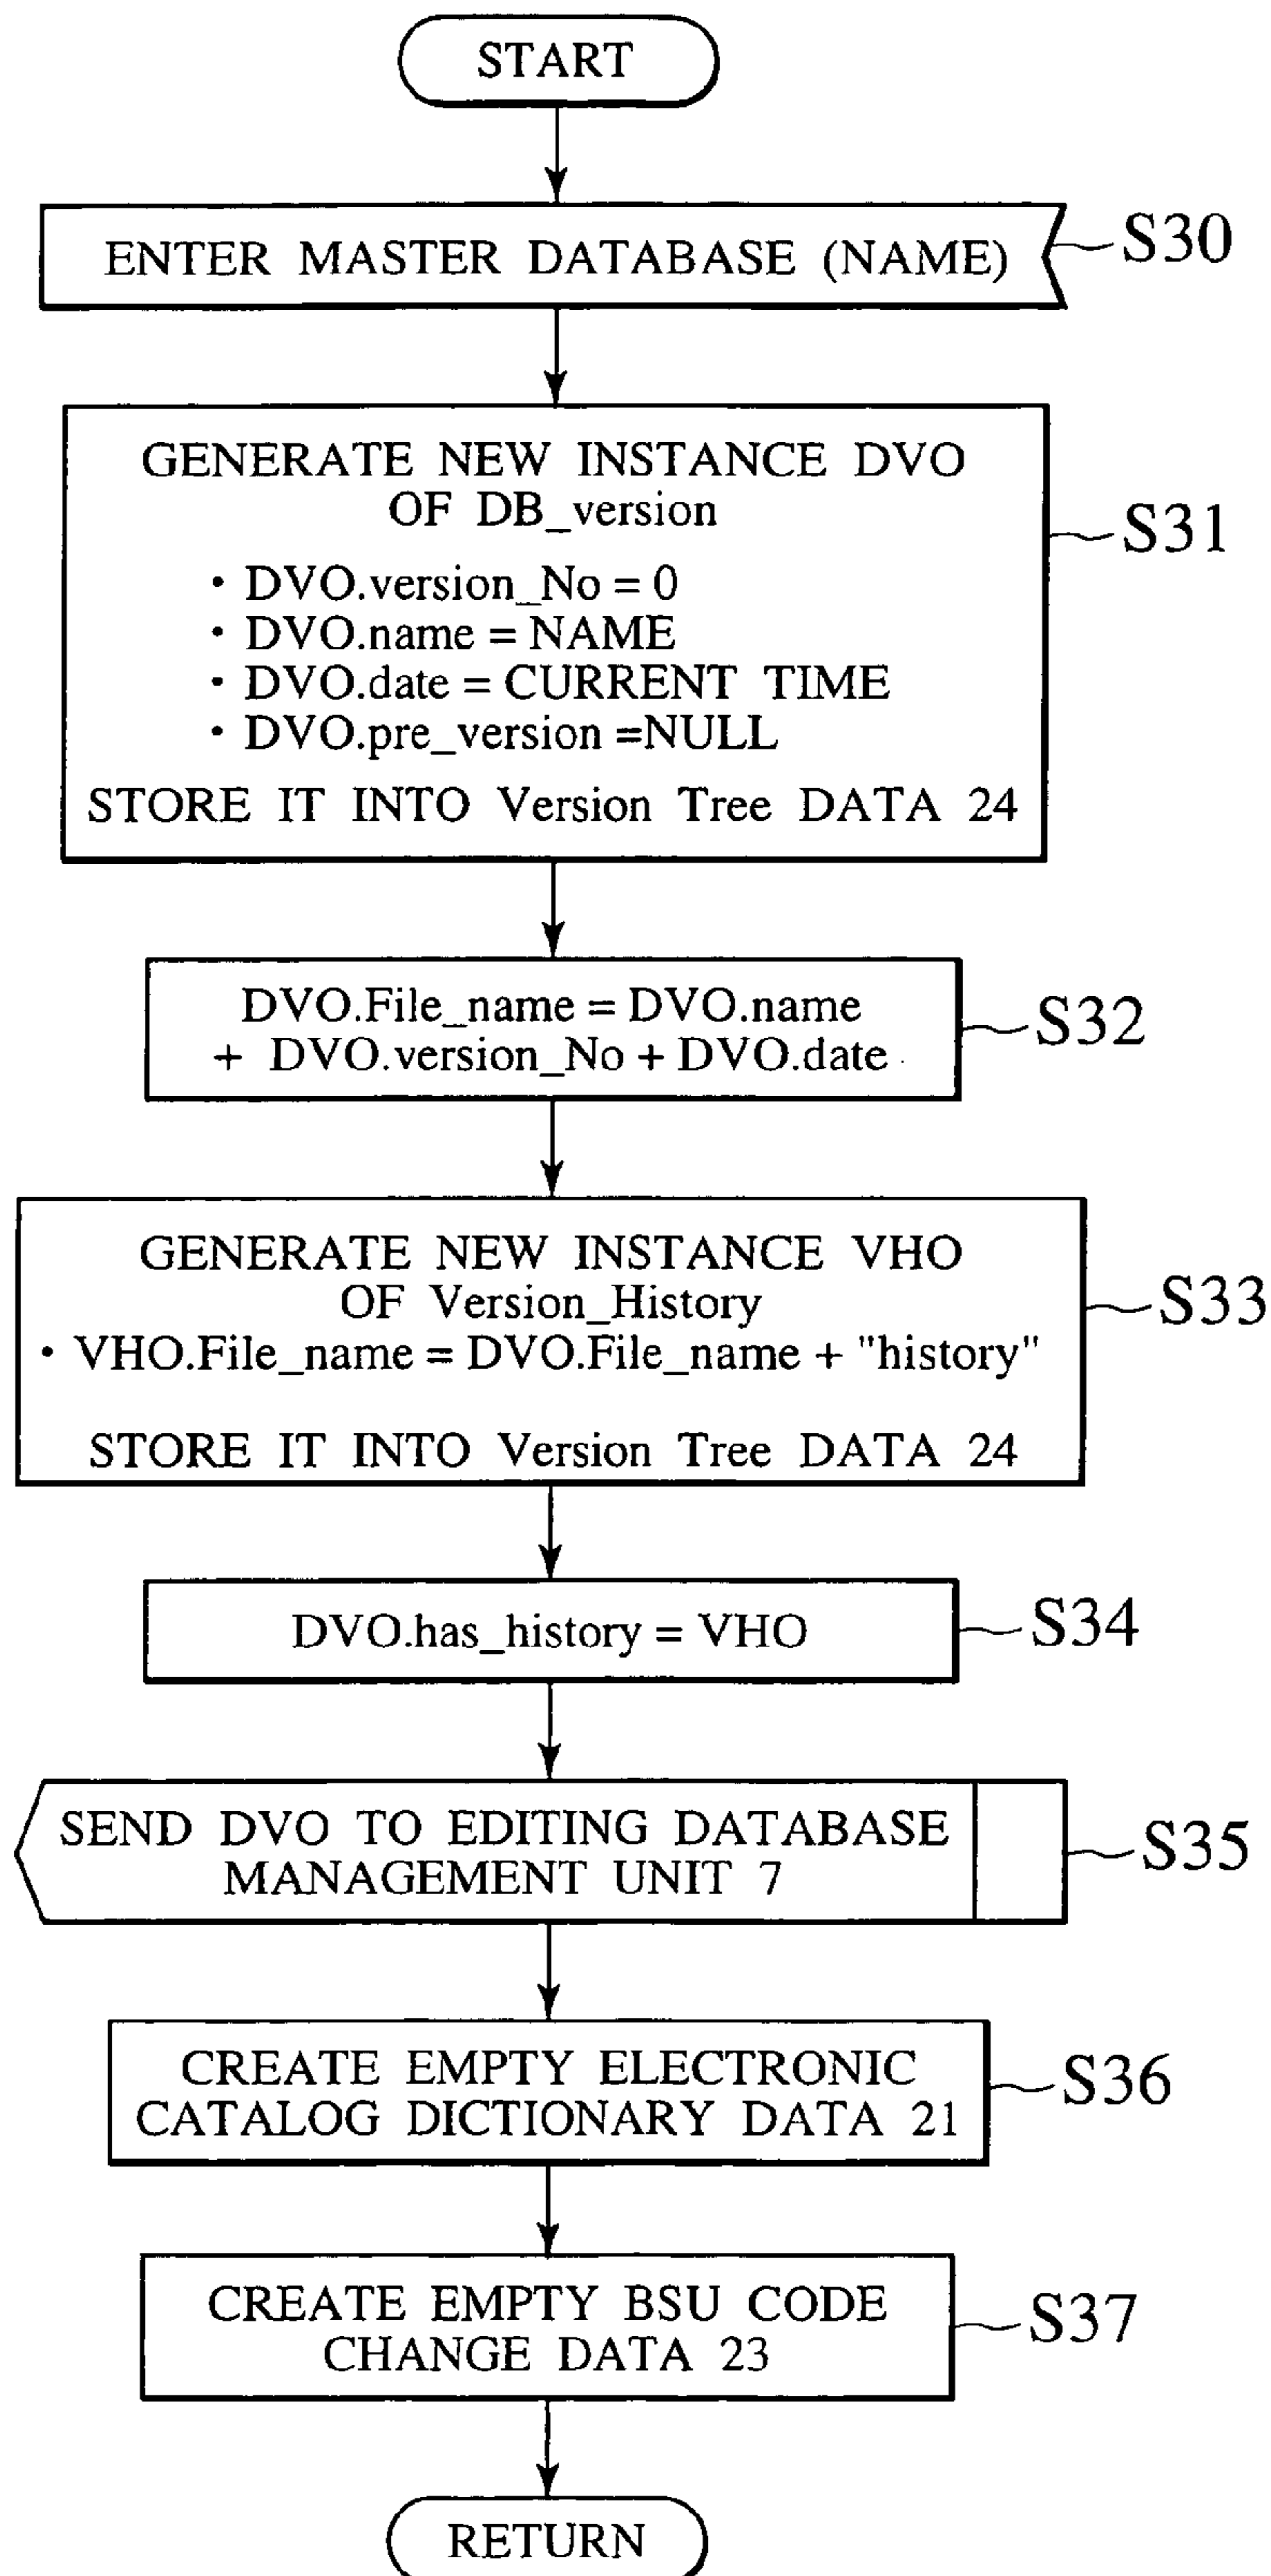 START
ENTER MASTER DATABASE (NAME)
S30
GENERATE NEW INSTANCE DVO
OF DB_version
• DVO.version_No = 0
• DVO.name = NAME
• DVO.date = CURRENT TIME
• DVO.pre_version =NULL
STORE IT INTO Version Tree DATA 24
S31
DVO.File_name = DVO.name
+ DVO.version_No + DVO.date
S32
GENERATE NEW INSTANCE VHO
OF Version_History
• VHO.File_name = DVO.File_name + "history"
STORE IT INTO Version Tree DATA 24
S33
DVO.has_history = VHO
S34
SEND DVO TO EDITING DATABASE
MANAGEMENT UNIT 7
S35
CREATE EMPTY ELECTRONIC
CATALOG DICTIONARY DATA 21
S36
CREATE EMPTY BSU CODE
CHANGE DATA 23
S37
RETURN